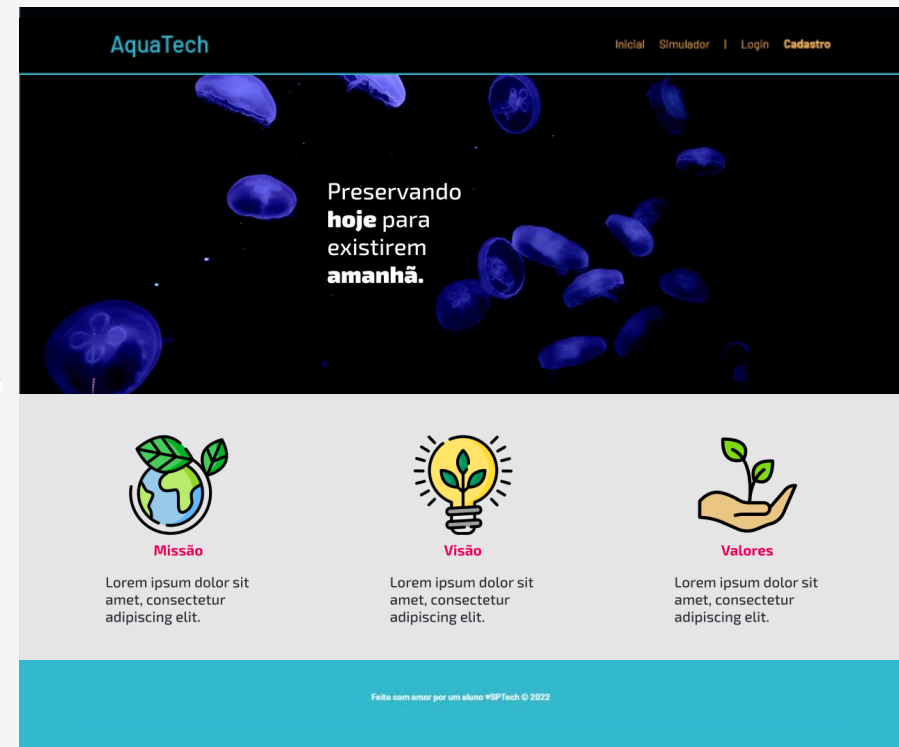 AquaTech
Inicial Simulador | Login Cadastro
Preservando
hoje para
existirem
amanhã.
Missão
Lorem ipsum dolor sit
amet, consectetur
adipiscing elit.
Visão
Lorem ipsum dolor sit
amet, consectetur
adipiscing elit.
Valores
Lorem ipsum dolor sit
amet, consectetur
adipiscing elit.
Feito com amor por um aluno ♥SPTech © 2022